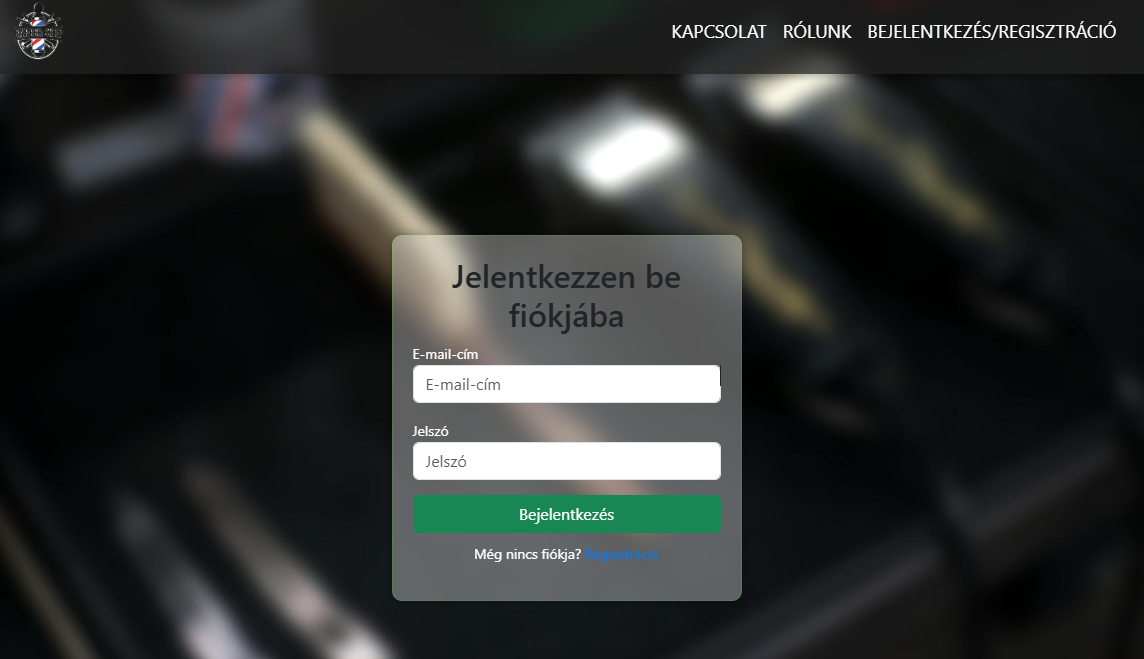 KAPCSOLAT RÓLUNK BEJELENTKEZÉS/REGISZTRÁCIÓ
Jelentkezzen be
fiókjába
E-mail-cím
E-mail-cím
Jelszó
Jelszó
Bejelentkezés
Még nincs fiókja? Regisztráció